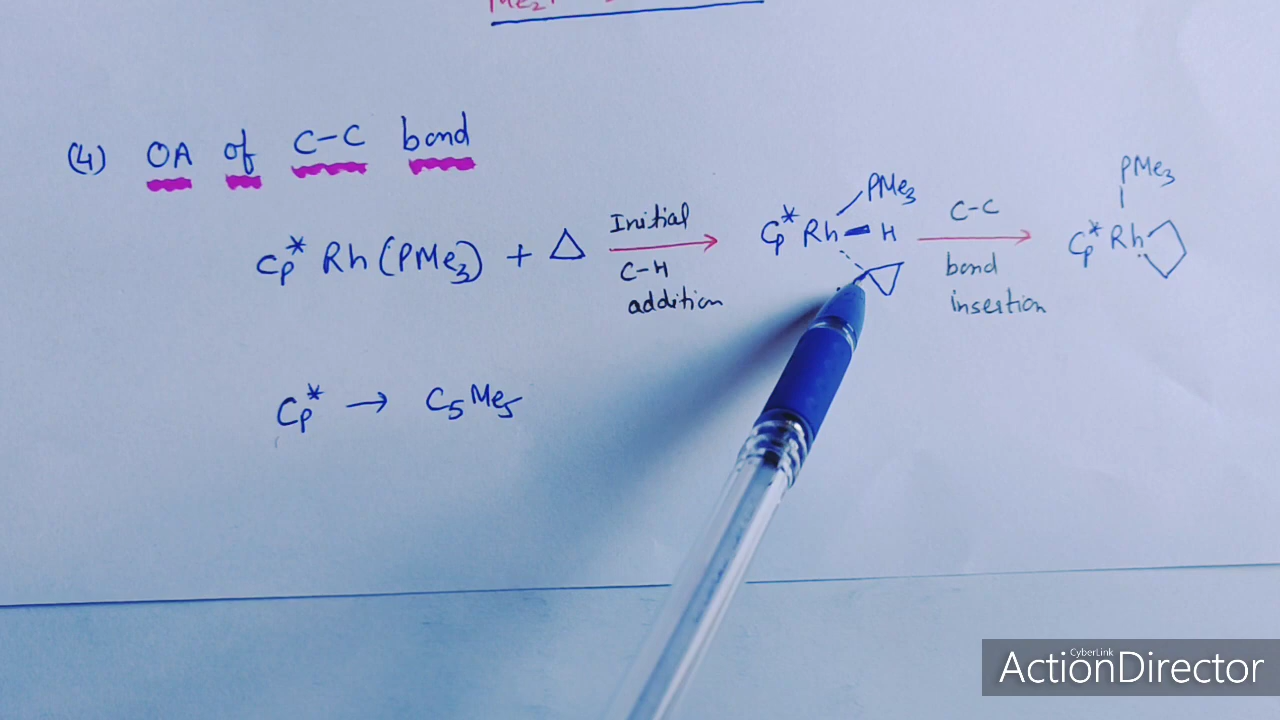 (4) OA of C-C bond
Cp* Rh (PMe3) + △
Initial
C-H
addition
PMe3
Cp* Rh H
C-C
bond
insertion
PMe3
Cp* Rh
Cp* → C5Me5
CyberLink
ActionDirector